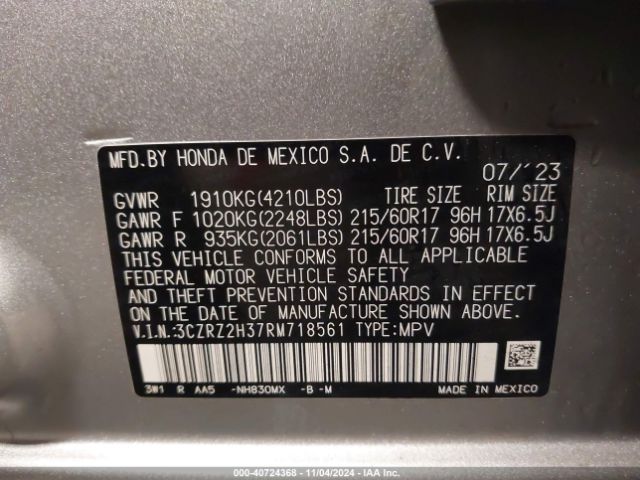 MFD.BY HONDA DE MEXICO S.A. DE C.V.
07/'23
GVWR 1910KG(4210LBS) TIRE SIZE RIM SIZE
GAWR F 1020KG(2248LBS) 215/60R17 96H 17X6.5J
GAWR R 935KG(2061LBS) 215/60R17 96H 17X6.5J
THIS VEHICLE CONFORMS TO ALL APPLICABLE
FEDERAL MOTOR VEHICLE SAFETY
AND THEFT PREVENTION STANDARDS IN EFFECT
ON THE DATE OF MANUFACTURE SHOWN ABOVE.
V.I.N.:3CZRZ2H37RM718561 TYPE:MPV
3W1 R AA5 -NH830MX -B -M MADE IN MEXICO
000-40724368 | 11/04/2024 | IAA Inc.